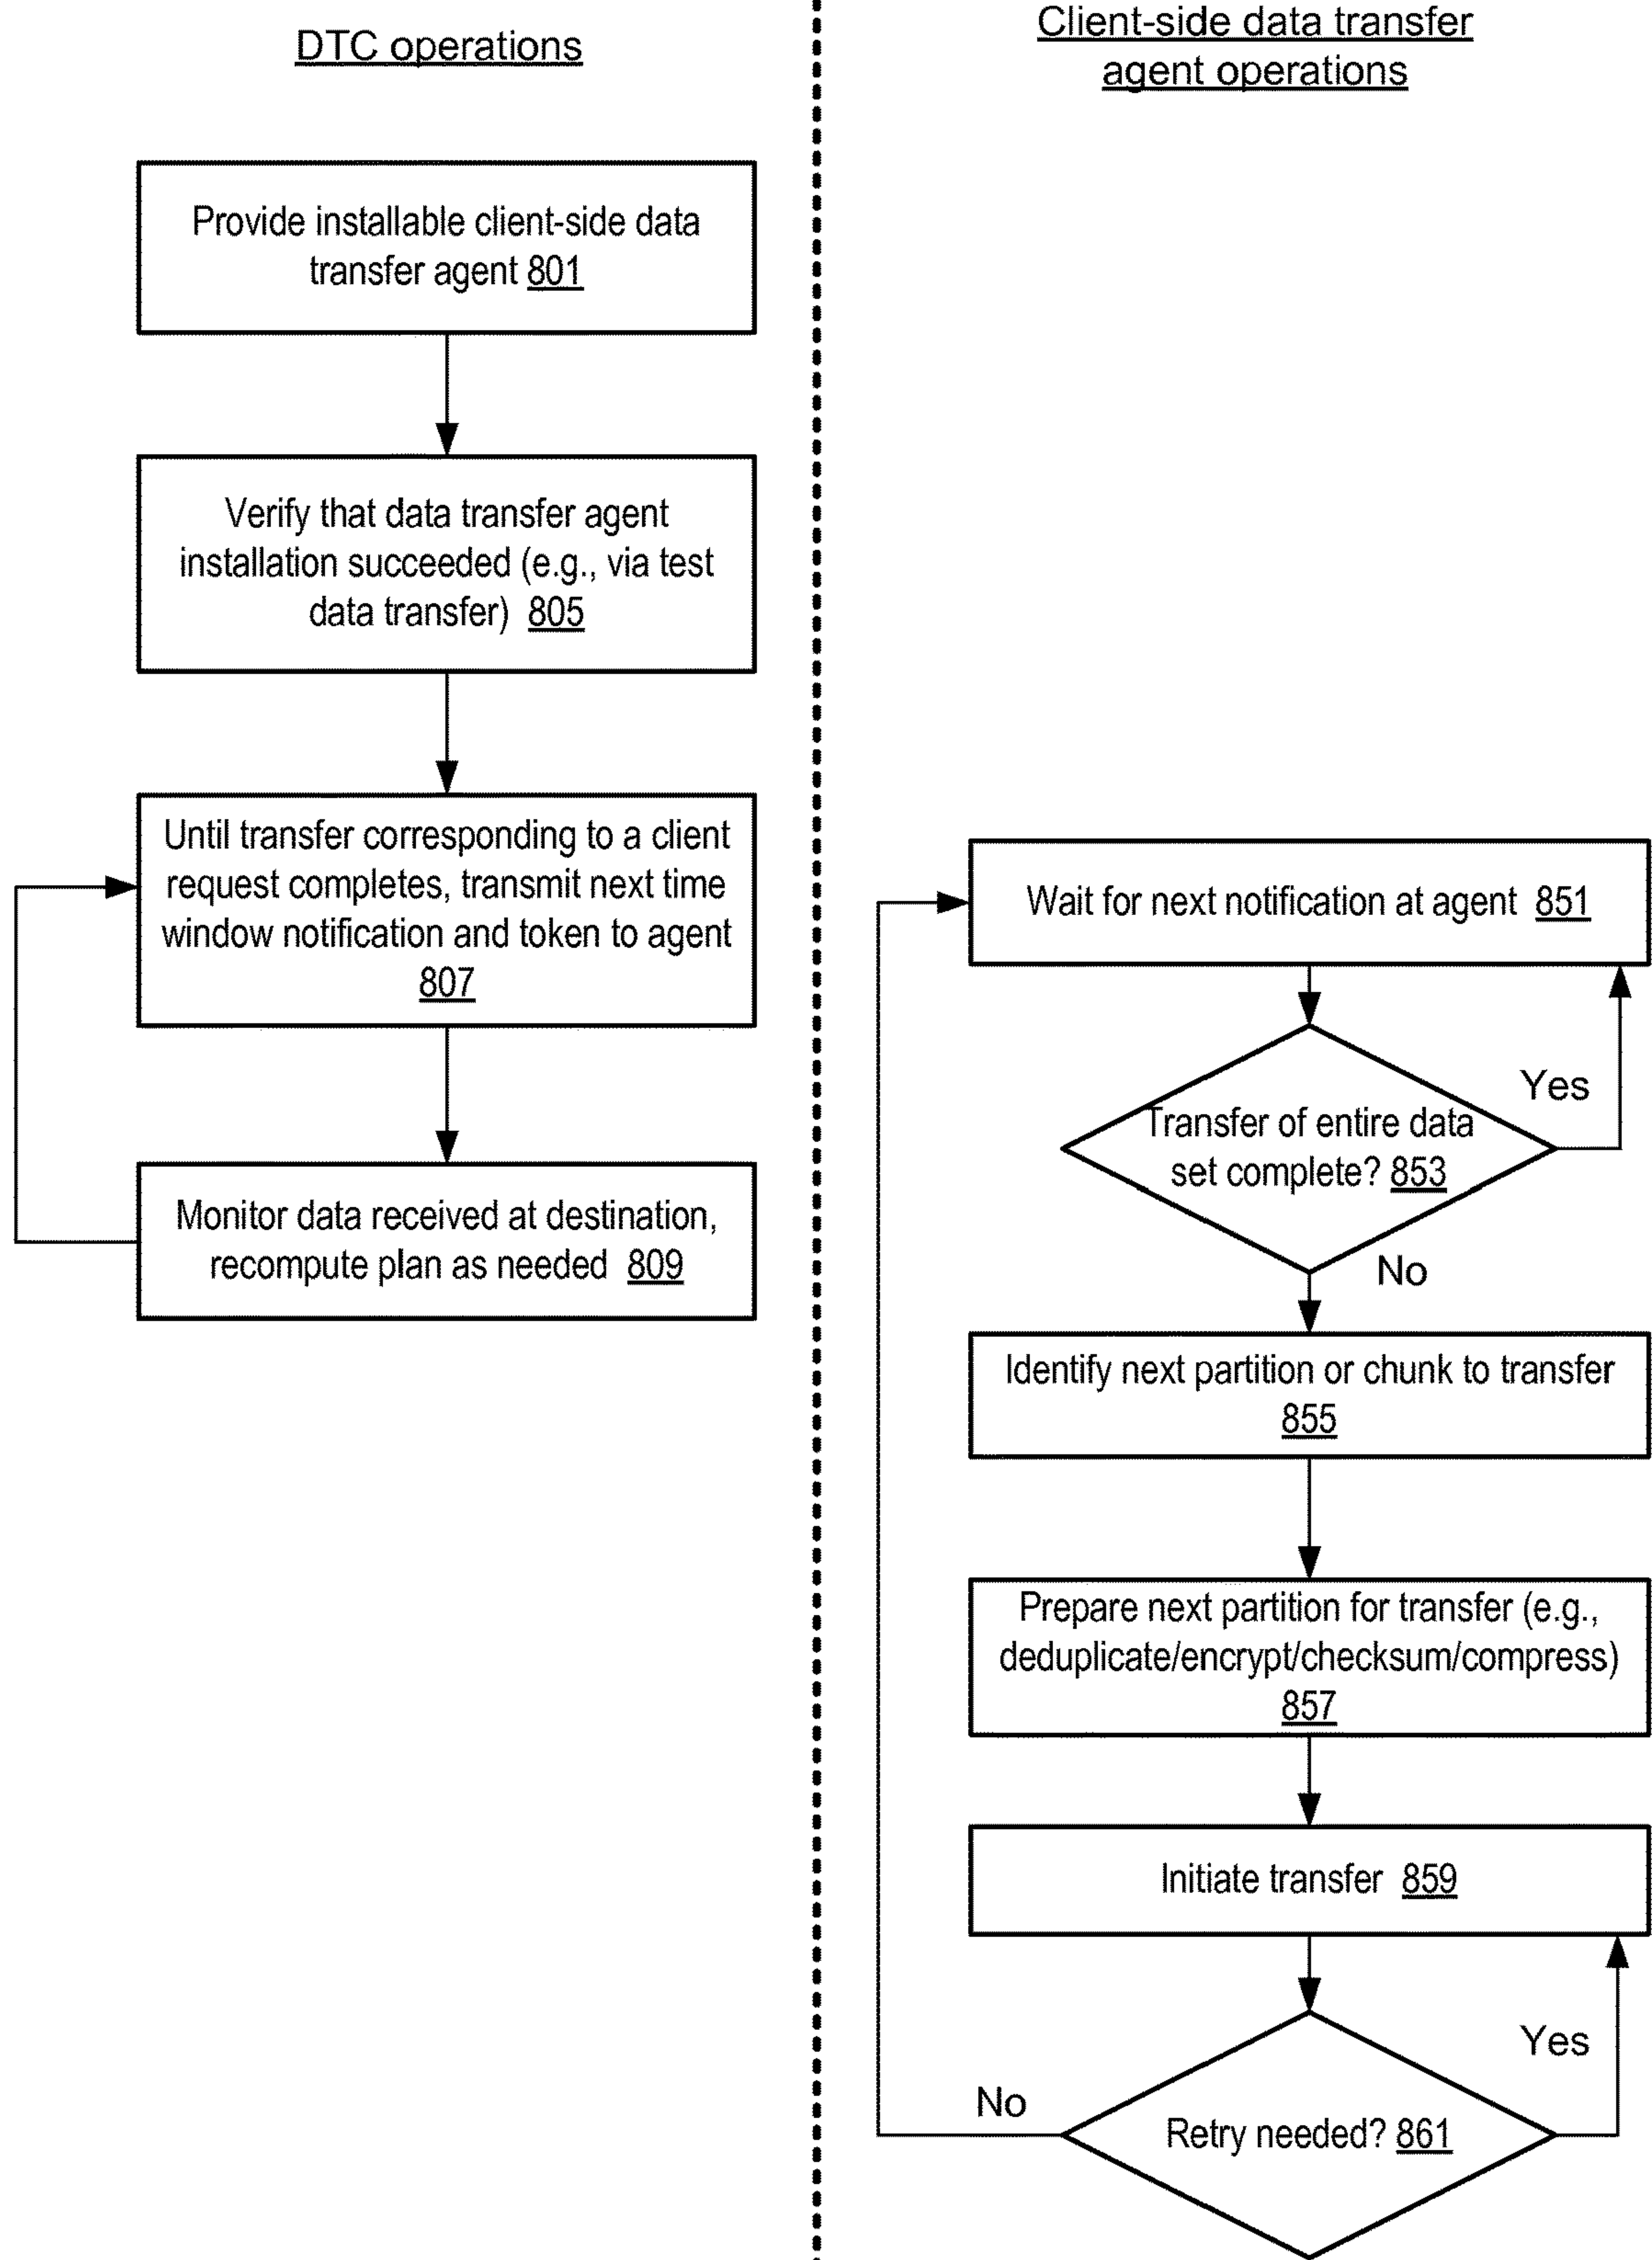 DTC operations
Provide installable client-side data
transfer agent 801
Verify that data transfer agent
installation succeeded (e.g., via test
data transfer) 805
Until transfer corresponding to a client
request completes, transmit next time
window notification and token to agent
807
Monitor data received at destination,
recompute plan as needed 809
Client-side data transfer
agent operations
Wait for next notification at agent 851
Yes
Transfer of entire data
set complete? 853
No
Identify next partition or chunk to transfer
855
Prepare next partition for transfer (e.g.,
deduplicate/encrypt/checksum/compress)
857
Initiate transfer 859
Yes
No
Retry needed? 861